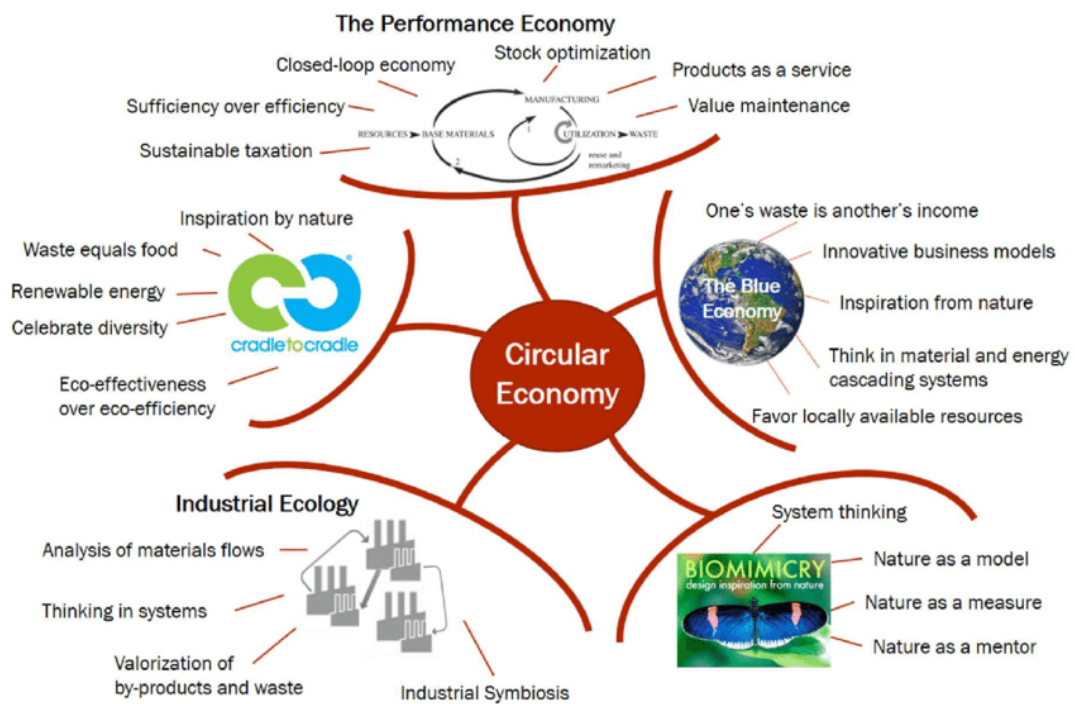 The Performance Economy
Stock optimization
Closed-loop economy
Products as a service
Sufficiency over efficiency
Value maintenance
Sustainable taxation
MANUFACTURING
RESOURCES
BASE MATERIALS
1
UTILIZATION
WASTE
2
reuse and
remarketing
Inspiration by nature
Waste equals food
Renewable energy
Celebrate diversity
®
cradletocradle
Eco-effectiveness
over eco-efficiency
One's waste is another's income
Innovative business models
The Blue
Economy
Inspiration from nature
Think in material and energy
cascading systems
Favor locally available resources
Circular
Economy
Industrial Ecology
Analysis of materials flows
Thinking in systems
Valorization of
by-products and waste
Industrial Symbiosis
System thinking
BIOMIMICRY
design inspiration from nature
Nature as a model
Nature as a measure
Nature as a mentor